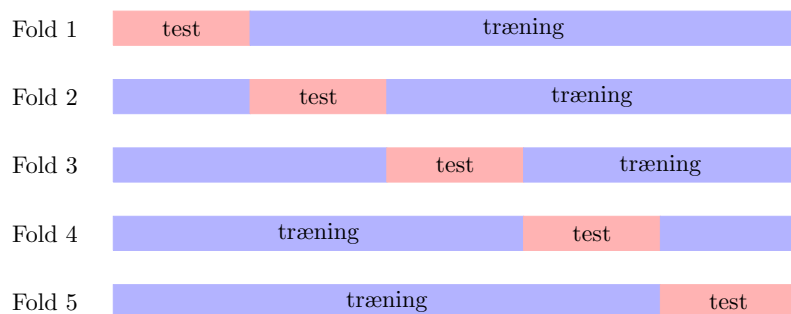 Fold 1 test træning
Fold 2 test træning
Fold 3 test træning
Fold 4 træning test
Fold 5 træning test